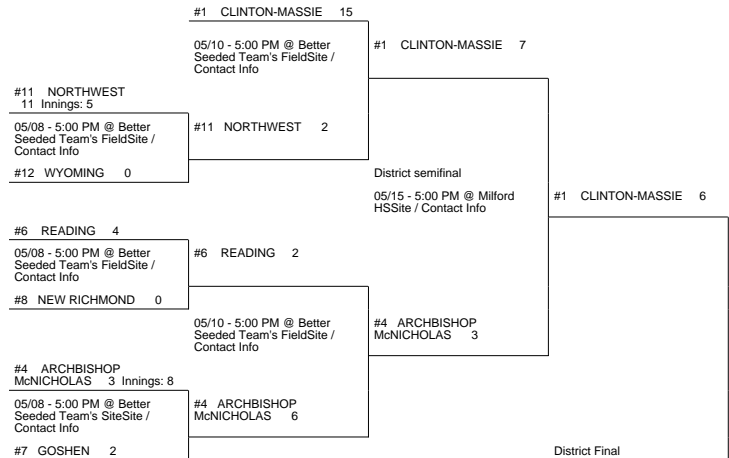 #1 CLINTON-MASSIE 15
05/10 - 5:00 PM @ Better
Seeded Team's FieldSite /
Contact Info
#1 CLINTON-MASSIE 7
#11 NORTHWEST
11 Innings: 5
05/08 - 5:00 PM @ Better
Seeded Team's FieldSite /
Contact Info
#11 NORTHWEST 2
#12 WYOMING 0
District semifinal
05/15 - 5:00 PM @ Milford
HSSite / Contact Info
#1 CLINTON-MASSIE 6
#6 READING 4
05/08 - 5:00 PM @ Better
Seeded Team's FieldSite /
Contact Info
#6 READING 2
#8 NEW RICHMOND 0
05/10 - 5:00 PM @ Better
Seeded Team's FieldSite /
Contact Info
#4 ARCHBISHOP
McNICHOLAS 3
#4 ARCHBISHOP
McNICHOLAS 3 Innings: 8
05/08 - 5:00 PM @ Better
Seeded Team's SiteSite /
Contact Info
#4 ARCHBISHOP
McNICHOLAS 6
#7 GOSHEN 2
District Final